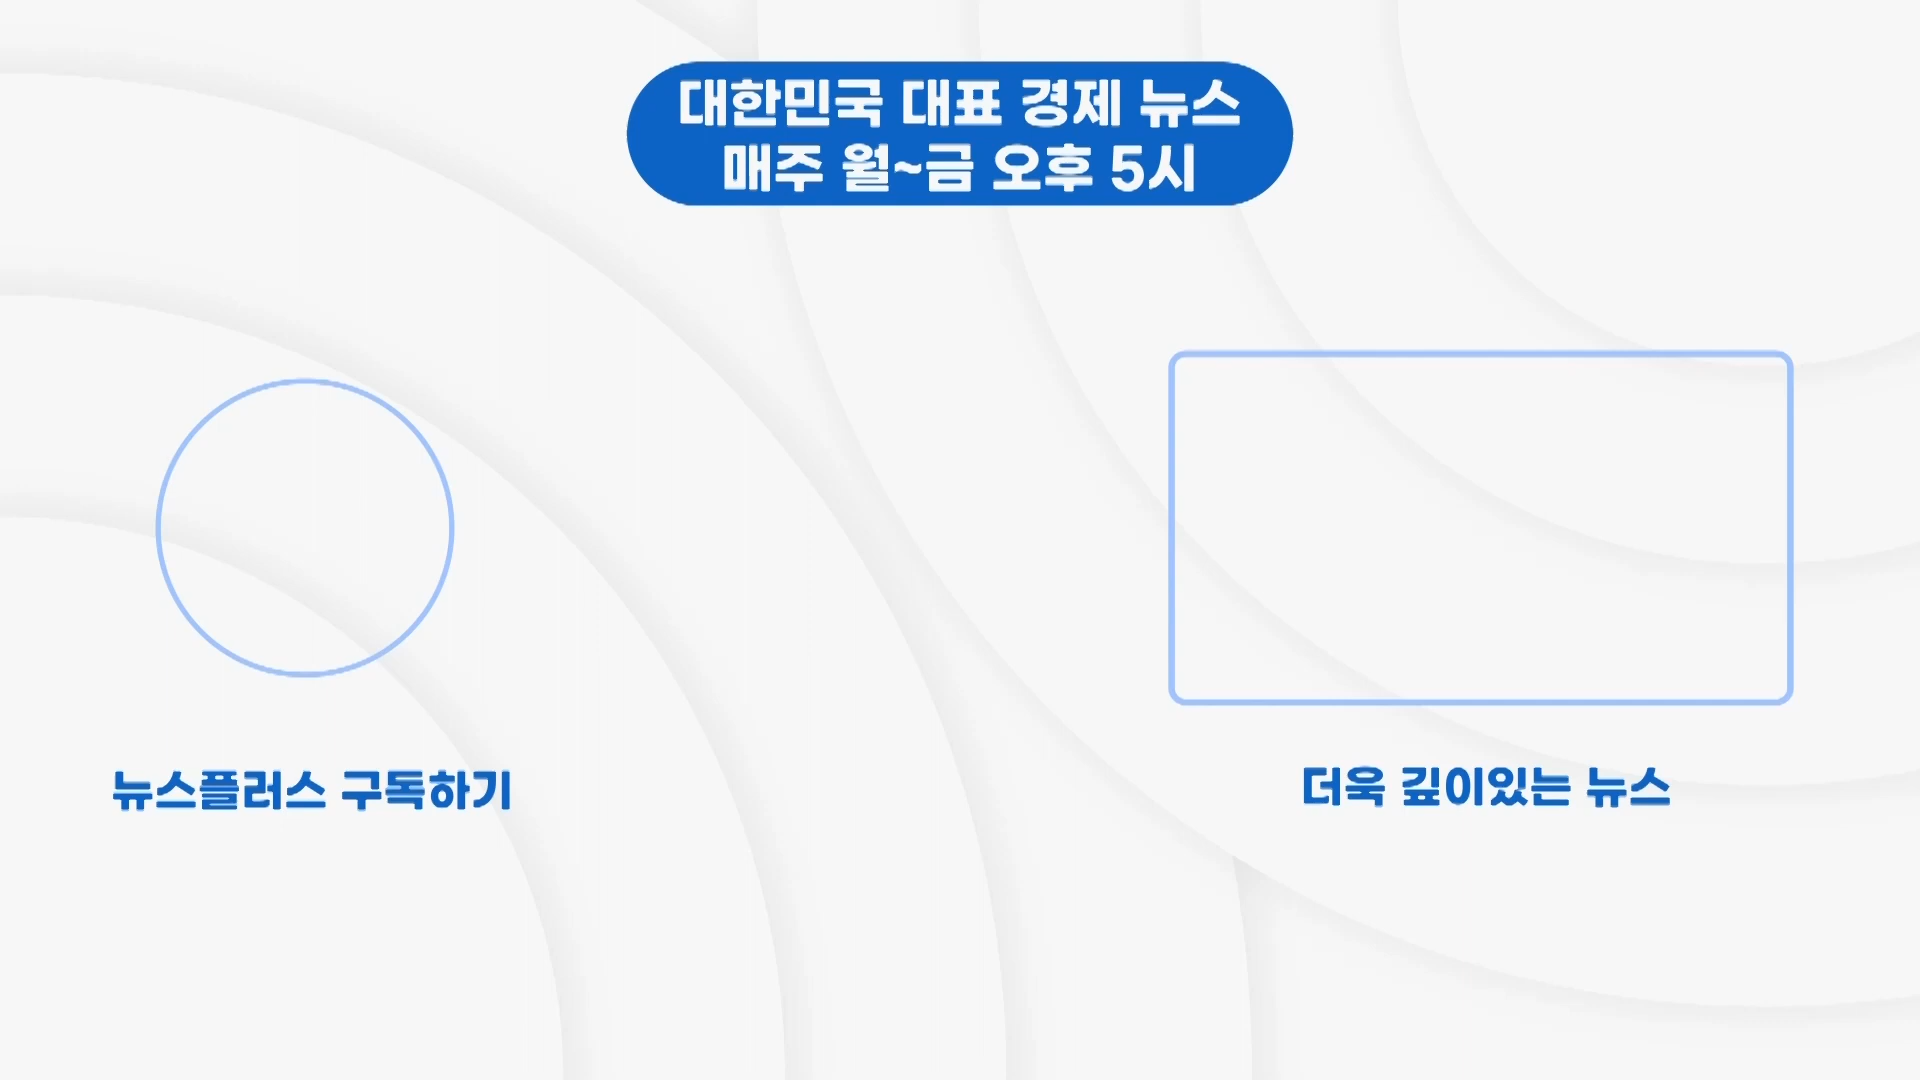 대한민국 대표 경제 뉴스
매주 월~금 오후 5시
뉴스플러스 구독하기
더욱 깊이있는 뉴스